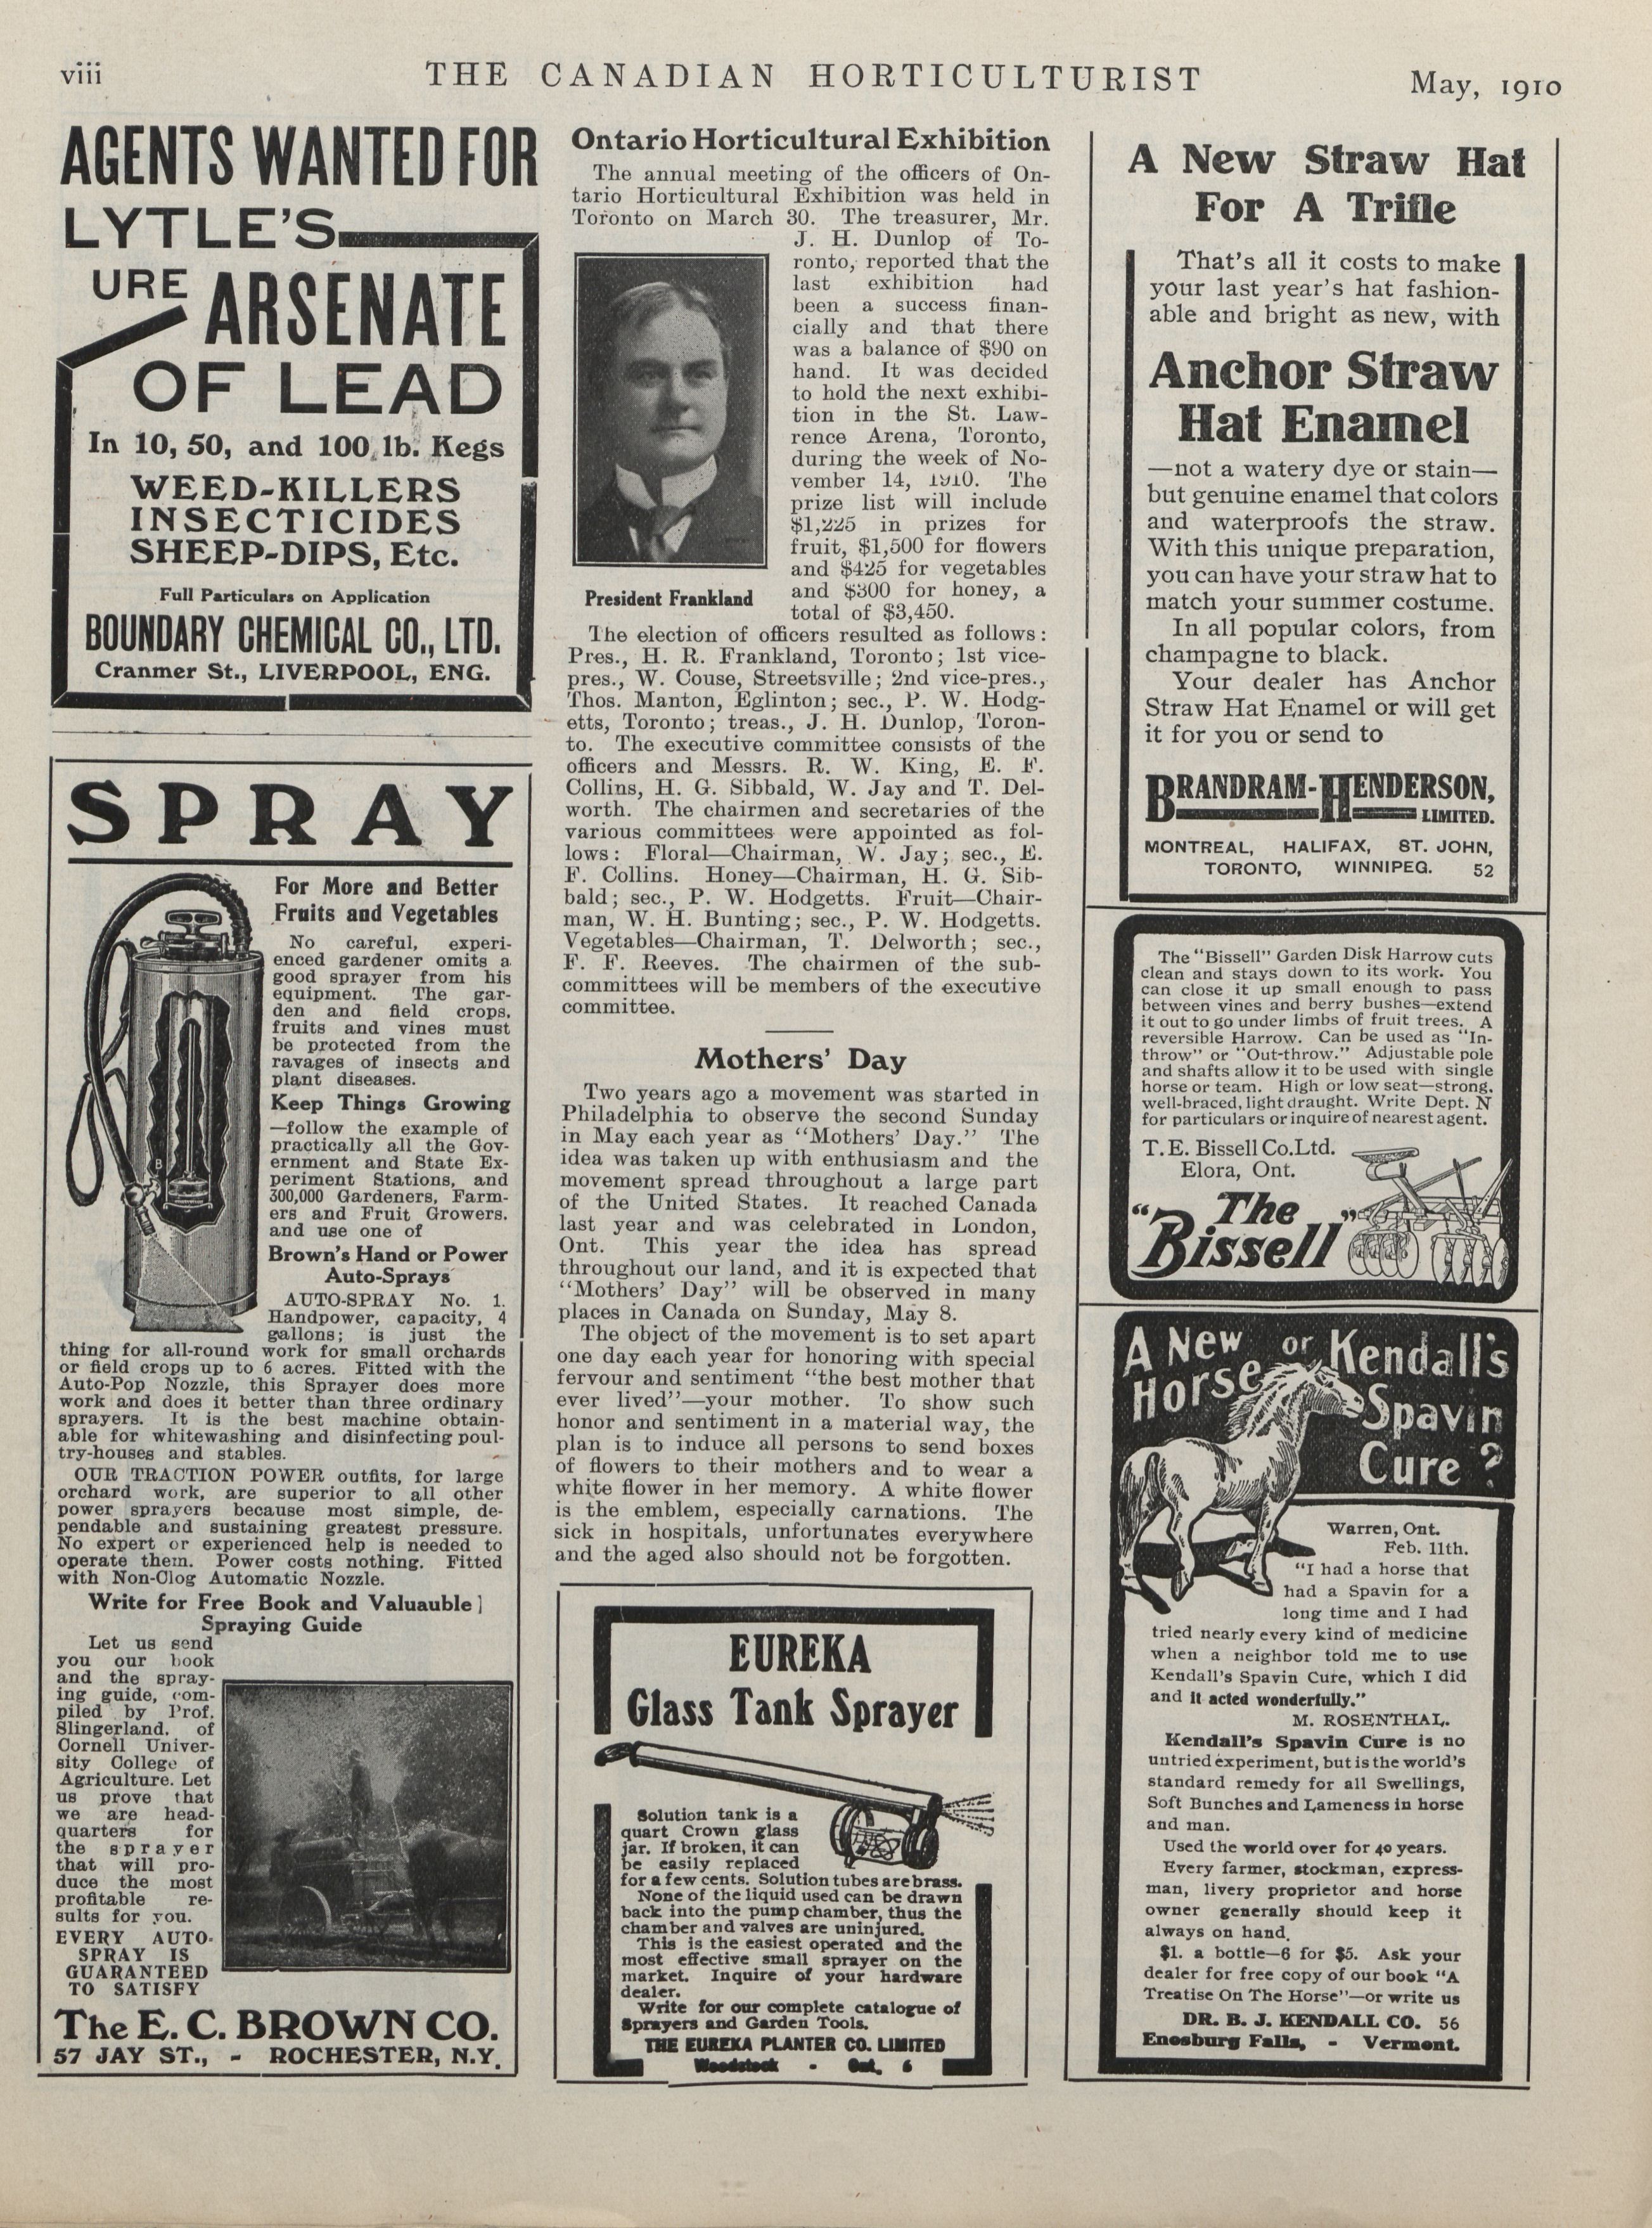 viii
THE CANADIAN HORTICULTURIST
May, 1910
AGENTS WANTED FOR
LYTLE'S
URE ARSENATE
OF LEAD
In 10, 50, and 100 lb. Kegs
WEED-KILLERS
INSECTICIDES
SHEEP-DIPS, Etc.
Full Particulars on Application
BOUNDARY CHEMICAL CO., LTD.
Cranmer St., LIVERPOOL, ENG.
SPRAY
For More and Better
Fruits and Vegetables
No careful, experi-
enced gardener omits a
good sprayer from his
equipment. The gar-
den and field crops,
fruits and vines must
be protected from the
ravages of insects and
plant diseases.
Keep Things Growing
—follow the example of
practically all the Gov-
ernment and State Ex-
periment Stations, and
300,000 Gardeners, Farm-
ers and Fruit Growers.
and use one of
Brown's Hand or Power
Auto-Sprays
AUTO-SPRAY No. 1.
Handpower, capacity, 4
gallons; is just the
thing for all-round work for small orchards
or field crops up to 6 acres. Fitted with the
Auto-Pop Nozzle, this Sprayer does more
work and does it better than three ordinary
sprayers. It is the best machine obtain-
able for whitewashing and disinfecting poul-
try-houses and stables.
OUR TRACTION POWER outfits, for large
orchard work, are superior to all other
power sprayers because most simple, de-
pendable and sustaining greatest pressure.
No expert or experienced help is needed to
operate them. Power costs nothing. Fitted
with Non-Clog Automatic Nozzle.
Write for Free Book and Valuauble
Spraying Guide
Let us send
you our book
and the spray-
ing guide, com-
piled by Prof.
Slingerland, of
Cornell Univer-
sity College of
Agriculture. Let
us prove that
we are head-
quarters for
the sprayer
that will pro-
duce the most
profitable re-
sults for you.
EVERY AUTO-
SPRAY IS
GUARANTEED
TO SATISFY
The E. C. BROWN CO.
57 JAY ST., - ROCHESTER, N.Y.
Ontario Horticultural Exhibition
The annual meeting of the officers of On-
tario Horticultural Exhibition was held in
Toronto on March 30. The treasurer, Mr.
J. H. Dunlop of To-
ronto, reported that the
last exhibition had
been a success finan-
cially and that there
was a balance of $90 on
hand. It was decided
to hold the next exhibi-
tion in the St. Law-
rence Arena, Toronto,
during the week of No-
vember 14, 1910. The
prize list will include
$1,225 in prizes for
fruit, $1,500 for flowers
and $425 for vegetables
and $300 for honey, a
total of $3,450.
President Frankland
The election of officers resulted as follows:
Pres., H. R. Frankland, Toronto; 1st vice-
pres., W. Couse, Streetsville; 2nd vice-pres.,
Thos. Manton, Eglinton; sec., P. W. Hodg-
etts, Toronto; treas., J. H. Dunlop, Toron-
to. The executive committee consists of the
officers and Messrs. R. W. King, E. F.
Collins, H. G. Sibbald, W. Jay and T. Del-
worth. The chairmen and secretaries of the
various committees were appointed as fol-
lows: Floral—Chairman, W. Jay; sec., E.
F. Collins. Honey—Chairman, H. G. Sib-
bald; sec., P. W. Hodgetts. Fruit—Chair-
man, W. H. Bunting; sec., P. W. Hodgetts.
Vegetables—Chairman, T. Delworth; sec.,
F. F. Reeves. The chairmen of the sub-
committees will be members of the executive
committee.
Mothers' Day
Two years ago a movement was started in
Philadelphia to observe the second Sunday
in May each year as "Mothers' Day." The
idea was taken up with enthusiasm and the
movement spread throughout a large part
of the United States. It reached Canada
last year and was celebrated in London,
Ont. This year the idea has spread
throughout our land, and it is expected that
"Mothers' Day" will be observed in many
places in Canada on Sunday, May 8.
The object of the movement is to set apart
one day each year for honoring with special
fervour and sentiment "the best mother that
ever lived"—your mother. To show such
honor and sentiment in a material way, the
plan is to induce all persons to send boxes
of flowers to their mothers and to wear a
white flower in her memory. A white flower
is the emblem, especially carnations. The
sick in hospitals, unfortunates everywhere
and the aged also should not be forgotten.
EUREKA
Glass Tank Sprayer
Solution tank is a
quart Crown glass
jar. If broken, it can
be easily replaced
for a few cents. Solution tubes are brass.
None of the liquid used can be drawn
back into the pump chamber, thus the
chamber and valves are uninjured.
This is the easiest operated and the
most effective small sprayer on the
market. Inquire of your hardware
dealer.
Write for our complete catalogue of
Sprayers and Garden Tools.
THE EUREKA PLANTER CO. LIMITED
Woodstock - Ont. 6
A New Straw Hat
For A Trifle
That's all it costs to make
your last year's hat fashion-
able and bright as new, with
Anchor Straw
Hat Enamel
—not a watery dye or stain—
but genuine enamel that colors
and waterproofs the straw.
With this unique preparation,
you can have your straw hat to
match your summer costume.
In all popular colors, from
champagne to black.
Your dealer has Anchor
Straw Hat Enamel or will get
it for you or send to
BRANDRAM-HENDERSON,
LIMITED.
MONTREAL, HALIFAX, ST. JOHN,
TORONTO, WINNIPEG. 52
The "Bissell" Garden Disk Harrow cuts
clean and stays down to its work. You
can close it up small enough to pass
between vines and berry bushes—extend
it out to go under limbs of fruit trees. A
reversible Harrow. Can be used as "In-
throw" or "Out-throw." Adjustable pole
and shafts allow it to be used with single
horse or team. High or low seat—strong,
well-braced, light draught. Write Dept. N
for particulars or inquire of nearest agent.
T. E. Bissell Co. Ltd.
Elora, Ont.
The
"Bissell"
A New Horse or Kendall's
Spavin
Cure?
Warren, Ont.
Feb. 11th.
"I had a horse that
had a Spavin for a
long time and I had
tried nearly every kind of medicine
when a neighbor told me to use
Kendall's Spavin Cure, which I did
and it acted wonderfully."
M. ROSENTHAL.
Kendall's Spavin Cure is no
untried experiment, but is the world's
standard remedy for all Swellings,
Soft Bunches and Lameness in horse
and man.
Used the world over for 40 years.
Every farmer, stockman, express-
man, livery proprietor and horse
owner generally should keep it
always on hand.
$1. a bottle—6 for $5. Ask your
dealer for free copy of our book "A
Treatise On The Horse"—or write us
DR. B. J. KENDALL CO. 56
Enosburg Falls, - Vermont.